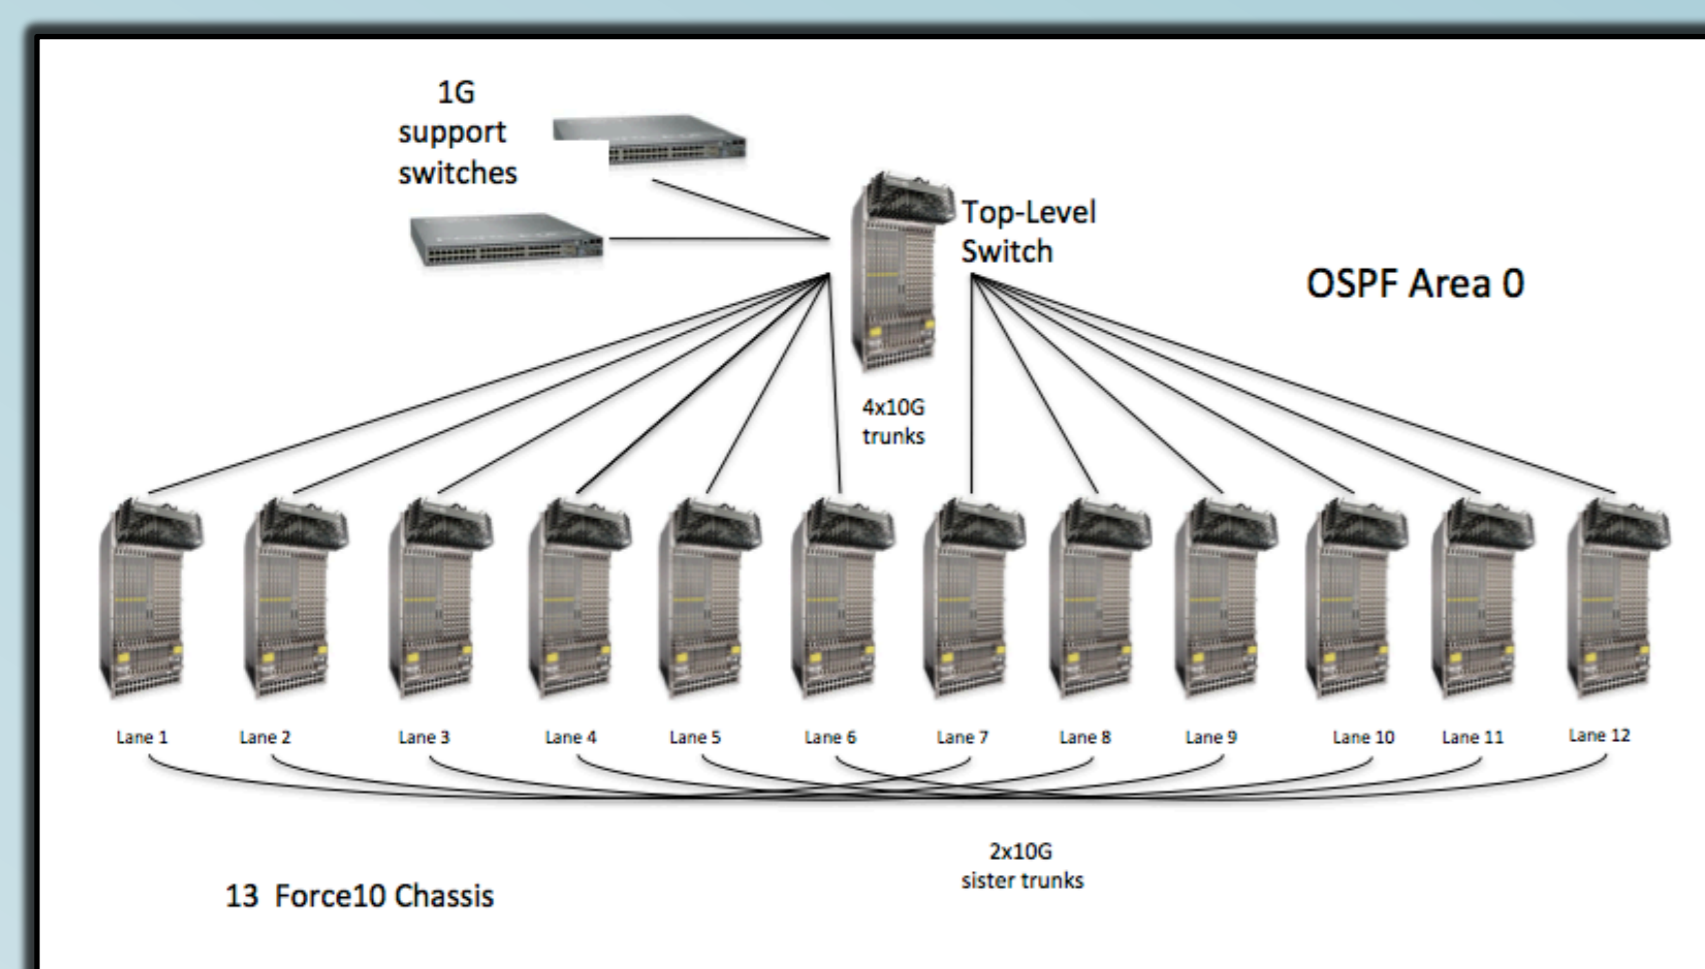 1G
support
switches
Top-Level
Switch
OSPF Area 0
4x10G
trunks
Lane 1
Lane 2
Lane 3
Lane 4
Lane 5
Lane 6
Lane 7
Lane 8
Lane 9
Lane 10
Lane 11
Lane 12
2x10G
sister trunks
13 Force10 Chassis